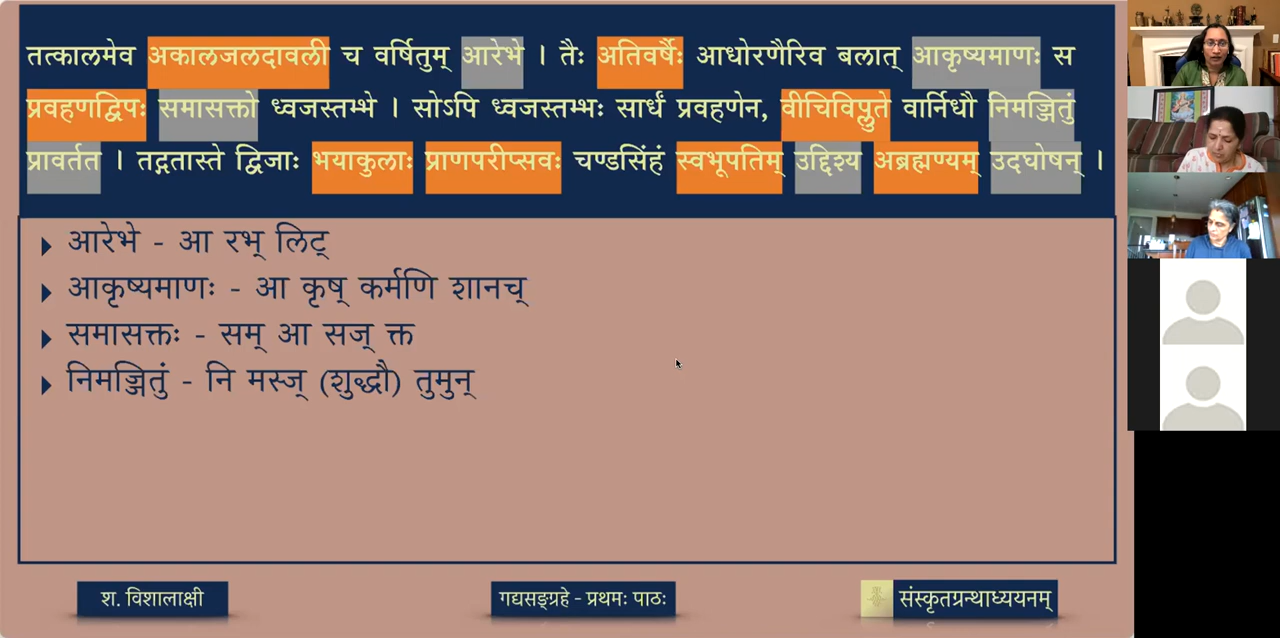 तत्कालमेव अकालजलदावली च वर्षितुम् आरेभे । तैः अतिवर्षैः आधोरणैरिव बलात् आकृष्यमाणः स
प्रवहणद्विपः समासक्तो ध्वजस्तम्भे । सोऽपि ध्वजस्तम्भः सार्धं प्रवहणेन, वीचिविप्लुते वार्निधौ निमज्जितुं
प्रावर्तत । तद्गतास्ते द्विजाः भयाकुलाः प्राणपरीप्सवः चण्डसिंहं स्वभूपतिम् उद्दिश्य अब्रह्मण्यम् उदघोषन् ।
आरेभे - आ रभ् लिट्
आकृष्यमाणः - आ कृष् कर्मणि शानच्
समासक्तः - सम् आ सज् क्त
निमज्जितुं - नि मस्ज् (शुद्धौ) तुमुन्
श. विशालाक्षी
गद्यसङ्ग्रहे - प्रथमः पाठः
संस्कृतग्रन्थाध्ययनम्